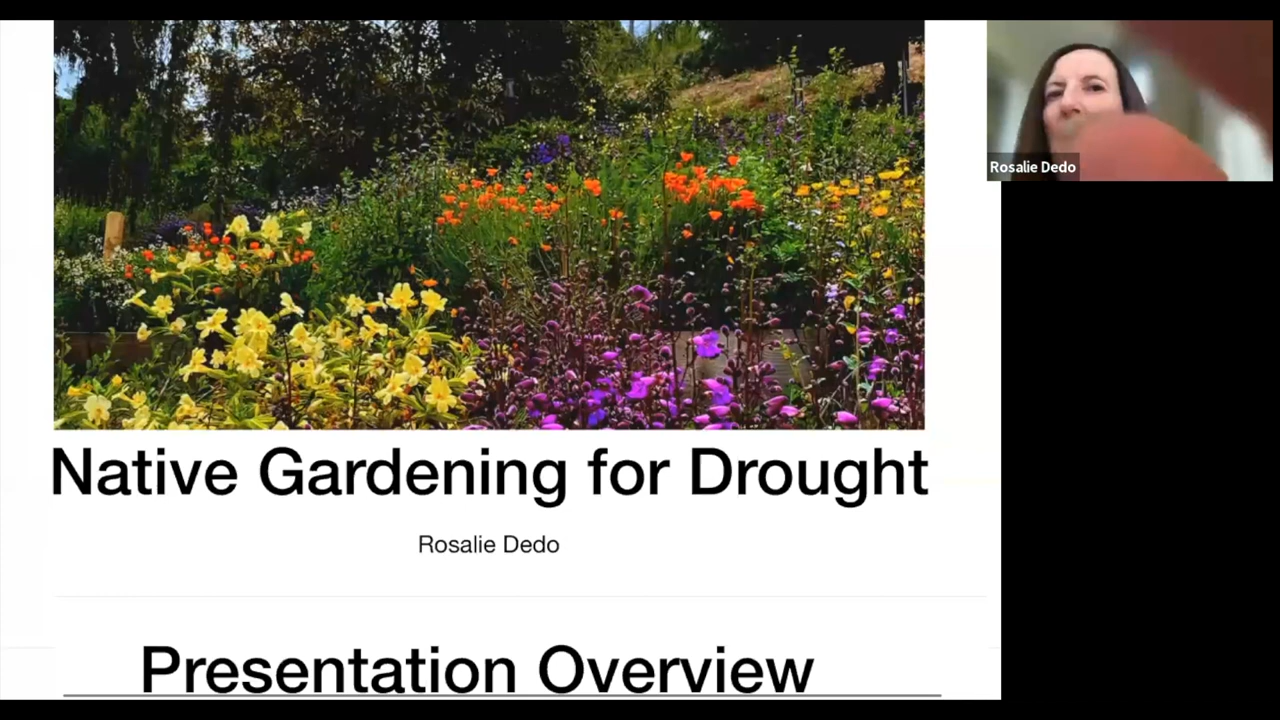 Rosalie Dedo
Native Gardening for Drought
Rosalie Dedo
Presentation Overview